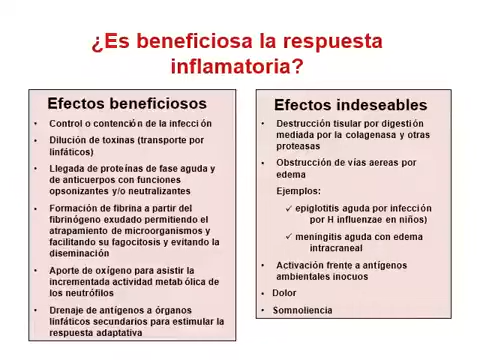 ¿Es beneficiosa la respuesta
inflamatoria?
Efectos beneficiosos
• Control o contención de la infección
• Dilución de toxinas (transporte por
linfáticos)
• Llegada de proteínas de fase aguda y
de anticuerpos con funciones
opsonizantes y/o neutralizantes
• Formación de fibrina a partir del
fibrinógeno exudado permitiendo el
atrapamiento de microorganismos y
facilitando su fagocitosis y evitando la
diseminación
• Aporte de oxígeno para asistir la
incrementada actividad metabólica de
los neutrófilos
• Drenaje de antígenos a órganos
linfáticos secundarios para estimular la
respuesta adaptativa
Efectos indeseables
• Destrucción tisular por digestión
mediada por la colagenasa y otras
proteasas
• Obstrucción de vías aereas por
edema
Ejemplos:
✓ epiglotitis aguda por infección
por H influenzae en niños)
✓ meningitis aguda con edema
intracraneal
• Activación frente a antígenos
ambientales inocuos
• Dolor
• Somnoliencia